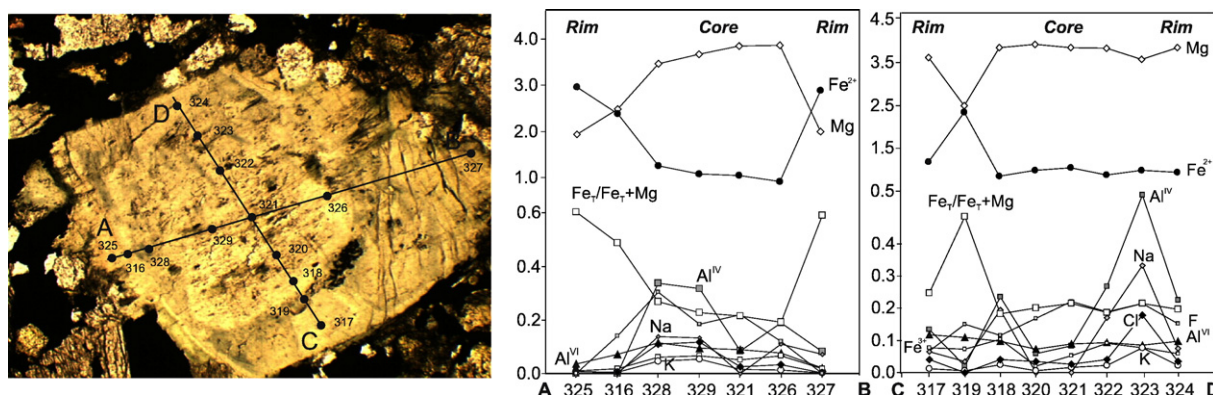 D
324
323
322
B
327
321
326
A
325
316
328
329
320
318
319
317
C
Rim Core Rim
4.0
3.0
2.0
1.0
0.6
0.4
0.2
0.0
Fe2+
Mg
FeT/FeT+Mg
AlIV
Na
AlVI
K
A 325 316 328 329 321 326 327 B
Rim Core Rim
4.5
3.5
2.5
1.5
0.5
0.4
0.3
0.2
0.1
0.0
Mg
Fe2+
FeT/FeT+Mg
AlIV
Na
F
Cl
AlVI
Fe3+
K
C 317 319 318 320 321 322 323 324 D